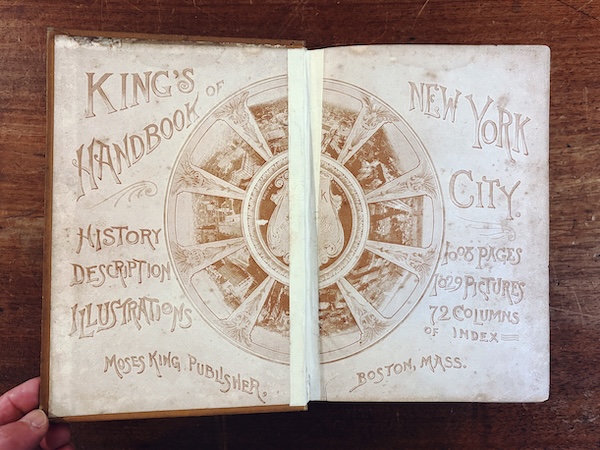 KING'S
HANDBOOK OF
HISTORY
DESCRIPTION
ILLUSTRATIONS
MOSES KING PUBLISHER,
NEW YORK
CITY.
1008 PAGES
1029 PICTURES
72 COLUMNS
OF INDEX
BOSTON, MASS.